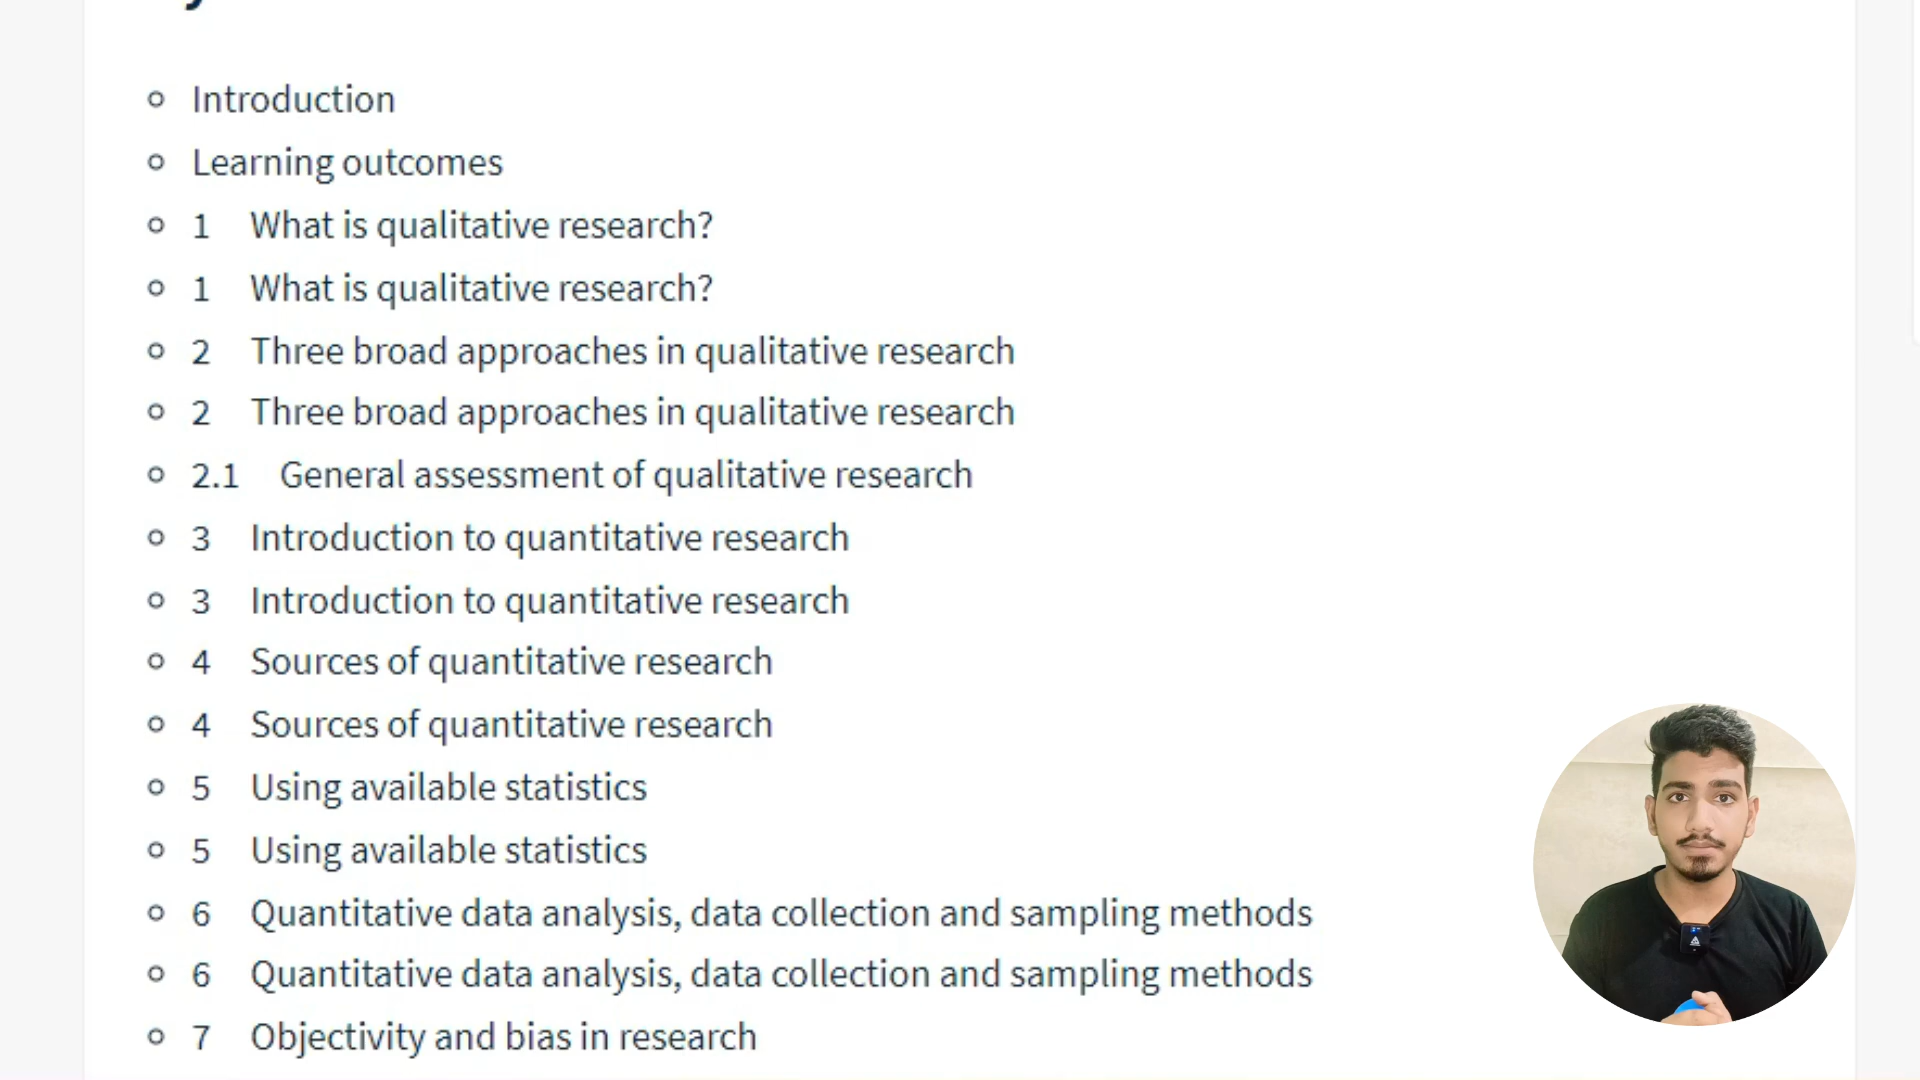 Introduction
Learning outcomes
1 What is qualitative research?
1 What is qualitative research?
2 Three broad approaches in qualitative research
2 Three broad approaches in qualitative research
2.1 General assessment of qualitative research
3 Introduction to quantitative research
3 Introduction to quantitative research
4 Sources of quantitative research
4 Sources of quantitative research
5 Using available statistics
5 Using available statistics
6 Quantitative data analysis, data collection and sampling methods
6 Quantitative data analysis, data collection and sampling methods
7 Objectivity and bias in research